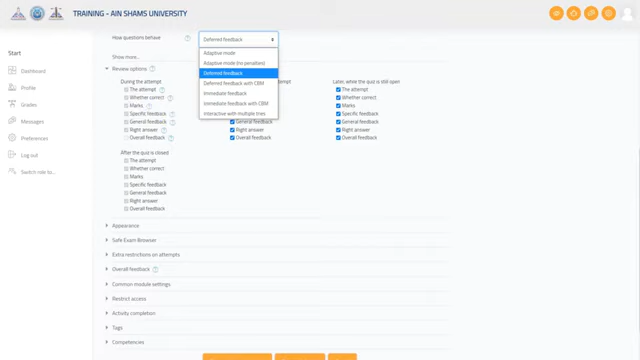 TRAINING - AIN SHAMS UNIVERSITY
How questions behave
Deferred feedback
Adaptive mode
Adaptive mode (no penalties)
Deferred feedback
Deferred feedback with CBM
Immediate feedback
Immediate feedback with CBM
Interactive with multiple tries
Start
Dashboard
Profile
Grades
Messages
Preferences
Log out
Switch role to...
Show more...
Review options
During the attempt
The attempt
Whether correct
Marks
Specific feedback
General feedback
Right answer
Overall feedback
General feedback
Right answer
Overall feedback
Later, while the quiz is still open
The attempt
Whether correct
Marks
Specific feedback
General feedback
Right answer
Overall feedback
After the quiz is closed
The attempt
Whether correct
Marks
Specific feedback
General feedback
Right answer
Overall feedback
Appearance
Safe Exam Browser
Extra restrictions on attempts
Overall feedback
Common module settings
Restrict access
Activity completion
Tags
Competencies